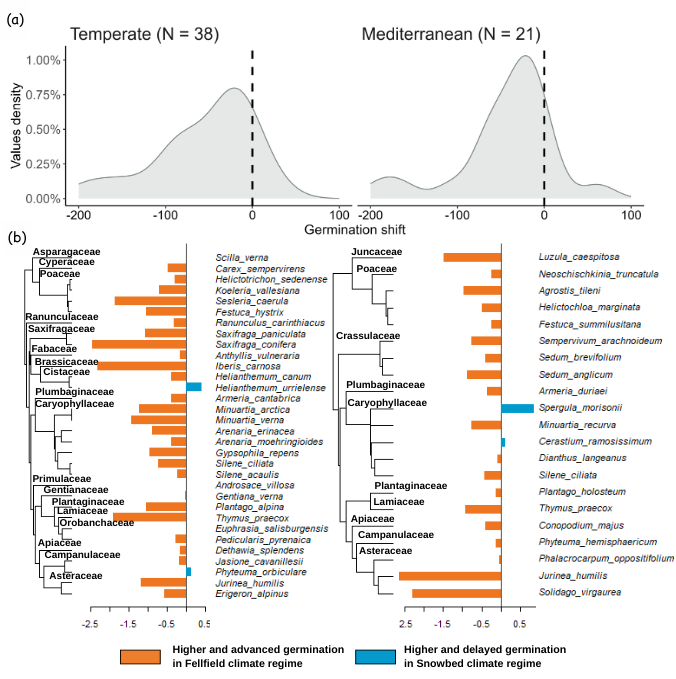 (a)
Temperate (N = 38)
Mediterranean (N = 21)
Values density
1.00%
0.75%
0.50%
0.25%
0.00%
-200 -100 0 100
-200 -100 0 100
Germination shift
(b)
Asparagaceae
Cyperaceae
Poaceae
Ranunculaceae
Saxifragaceae
Fabaceae
Brassicaceae
Cistaceae
Plumbaginaceae
Caryophyllaceae
Primulaceae
Gentianaceae
Plantaginaceae
Lamiaceae
Orobanchaceae
Apiaceae
Campanulaceae
Asteraceae
Scilla_verna
Carex_sempervirens
Helictotrichon_sedenense
Koeleria_vallesiana
Sesleria_caerula
Festuca_hystrix
Ranunculus_carinthiacus
Saxifraga_paniculata
Saxifraga_conifera
Anthyllis_vulneraria
Iberis_carnosa
Helianthemum_canum
Helianthemum_urrielense
Armeria_cantabrica
Minuartia_arctica
Minuartia_verna
Arenaria_erinacea
Arenaria_moehringioides
Gypsophila_repens
Silene_ciliata
Silene_acaulis
Androsace_villosa
Gentiana_verna
Plantago_alpina
Thymus_praecox
Euphrasia_salisburgensis
Pedicularis_pyrenaica
Dethawia_splendens
Jasione_cavanillesii
Phyteuma_orbiculare
Jurinea_humilis
Erigeron_alpinus
-2.5 -1.5 -0.5 0.5
Juncaceae
Poaceae
Crassulaceae
Plumbaginaceae
Caryophyllaceae
Plantaginaceae
Lamiaceae
Apiaceae
Campanulaceae
Asteraceae
Luzula_caespitosa
Neoschischkinia_truncatula
Agrostis_tileni
Helictochloa_marginata
Festuca_summilusitana
Sempervivum_arachnoideum
Sedum_brevifolium
Sedum_anglicum
Armeria_duriaei
Spergula_morisonii
Minuartia_recurva
Cerastium_ramosissimum
Dianthus_langeanus
Silene_ciliata
Plantago_holosteum
Thymus_praecox
Conopodium_majus
Phyteuma_hemisphaericum
Phalacrocarpum_oppositifolium
Jurinea_humilis
Solidago_virgaurea
2.5 -1.5 -0.5 0.5
Higher and advanced germination
in Fellfield climate regime
Higher and delayed germination
in Snowbed climate regime